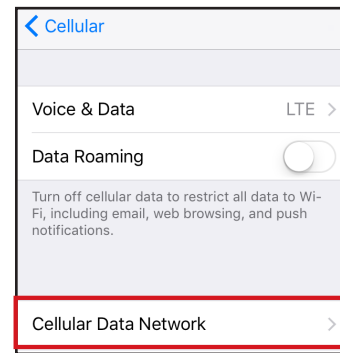 Cellular
Voice & Data LTE
Data Roaming
Turn off cellular data to restrict all data to Wi-
Fi, including email, web browsing, and push
notifications.
Cellular Data Network